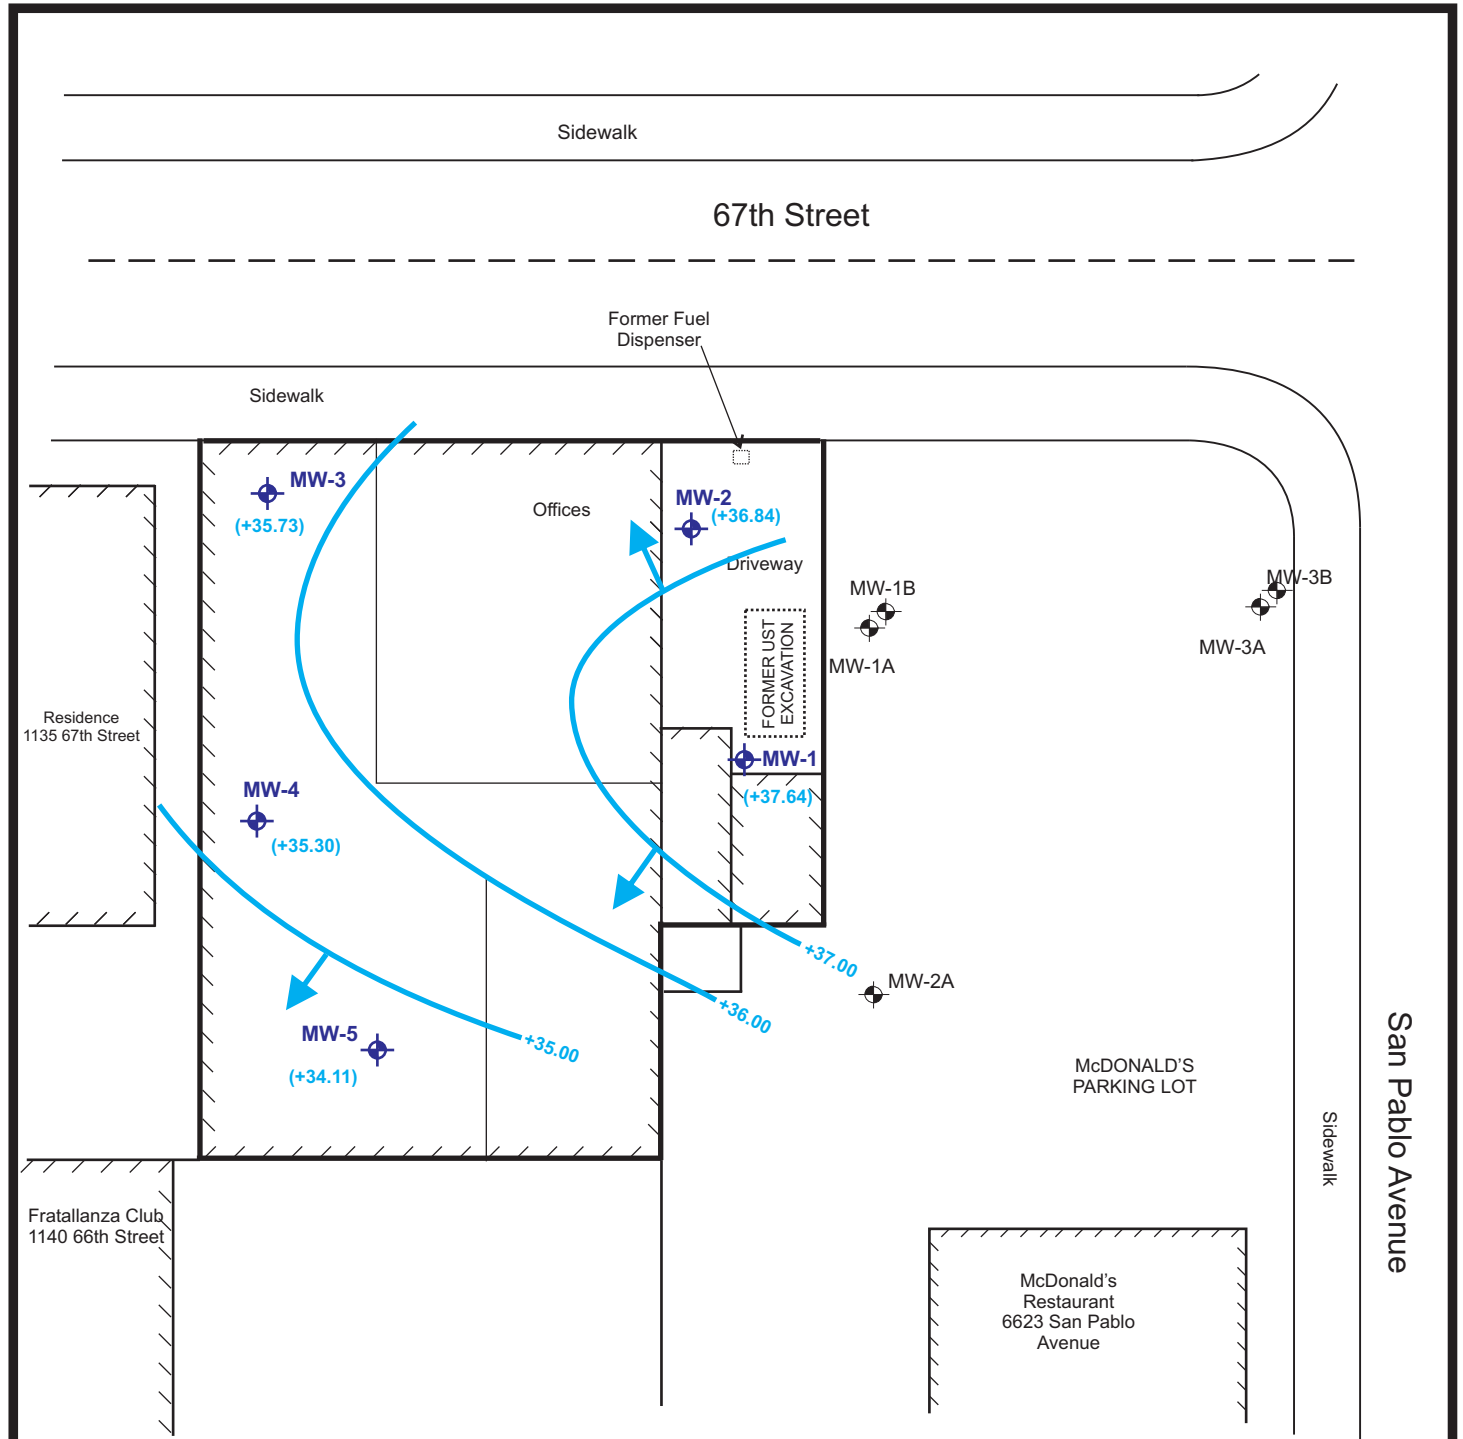 Sidewalk
67th Street
Former Fuel
Dispenser
Sidewalk
MW-3
(+35.73)
Offices
MW-2
(+36.84)
Driveway
MW-1B
MW-1A
MW-3B
MW-3A
FORMER UST
EXCAVATION
Residence
1135 67th Street
MW-1
(+37.64)
MW-4
(+35.30)
+37.00
MW-2A
+36.00
MW-5
+35.00
(+34.11)
McDONALD'S
PARKING LOT
San Pablo Avenue
Sidewalk
Fratallanza Club
1140 66th Street
McDonald's
Restaurant
6623 San Pablo
Avenue